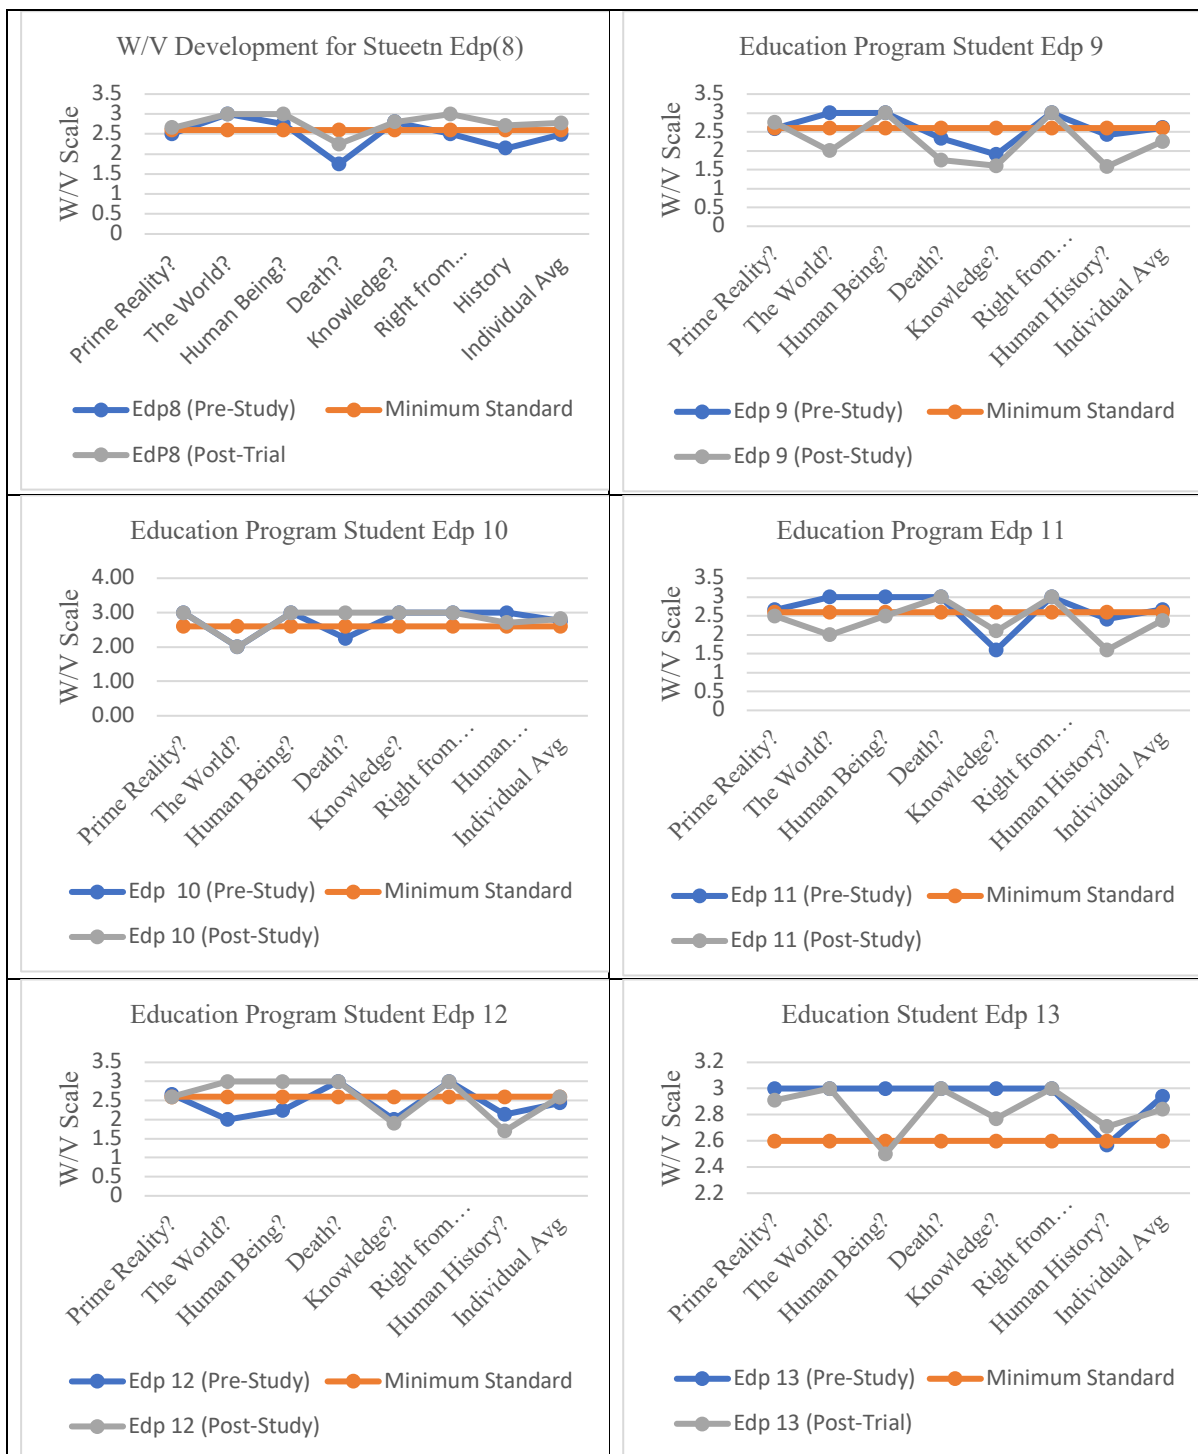 W/V Development for Stueetn Edp(8)
W/V Scale
3.5
3
2.5
2
1.5
1
0.5
0
Prime Reality?
The World?
Human Being?
Death?
Knowledge?
Right from...
History
Individual Avg
Edp8 (Pre-Study)
Minimum Standard
EdP8 (Post-Trial
Education Program Student Edp 9
W/V Scale
3.5
3
2.5
2
1.5
1
0.5
0
Prime Reality?
The World?
Human Being?
Death?
Knowledge?
Right from...
Human History?
Individual Avg
Edp 9 (Pre-Study)
Minimum Standard
Edp 9 (Post-Study)
Education Program Student Edp 10
W/V Scale
4.00
3.00
2.00
1.00
0.00
Prime Reality?
The World?
Human Being?
Death?
Knowledge?
Right from...
Human...
Individual Avg
Edp 10 (Pre-Study)
Minimum Standard
Edp 10 (Post-Study)
Education Program Edp 11
W/V Scale
3.5
3
2.5
2
1.5
1
0.5
0
Prime Reality?
The World?
Human Being?
Death?
Knowledge?
Right from...
Human History?
Individual Avg
Edp 11 (Pre-Study)
Minimum Standard
Edp 11 (Post-Study)
Education Program Student Edp 12
W/V Scale
3.5
3
2.5
2
1.5
1
0.5
0
Prime Reality?
The World?
Human Being?
Death?
Knowledge?
Right from...
Human History?
Individual Avg
Edp 12 (Pre-Study)
Minimum Standard
Edp 12 (Post-Study)
Education Student Edp 13
W/V Scale
3.2
3
2.8
2.6
2.4
2.2
Prime Reality?
The World?
Human Being?
Death?
Knowledge?
Right from...
Human History?
Individual Avg
Edp 13 (Pre-Study)
Minimum Standard
Edp 13 (Post-Trial)